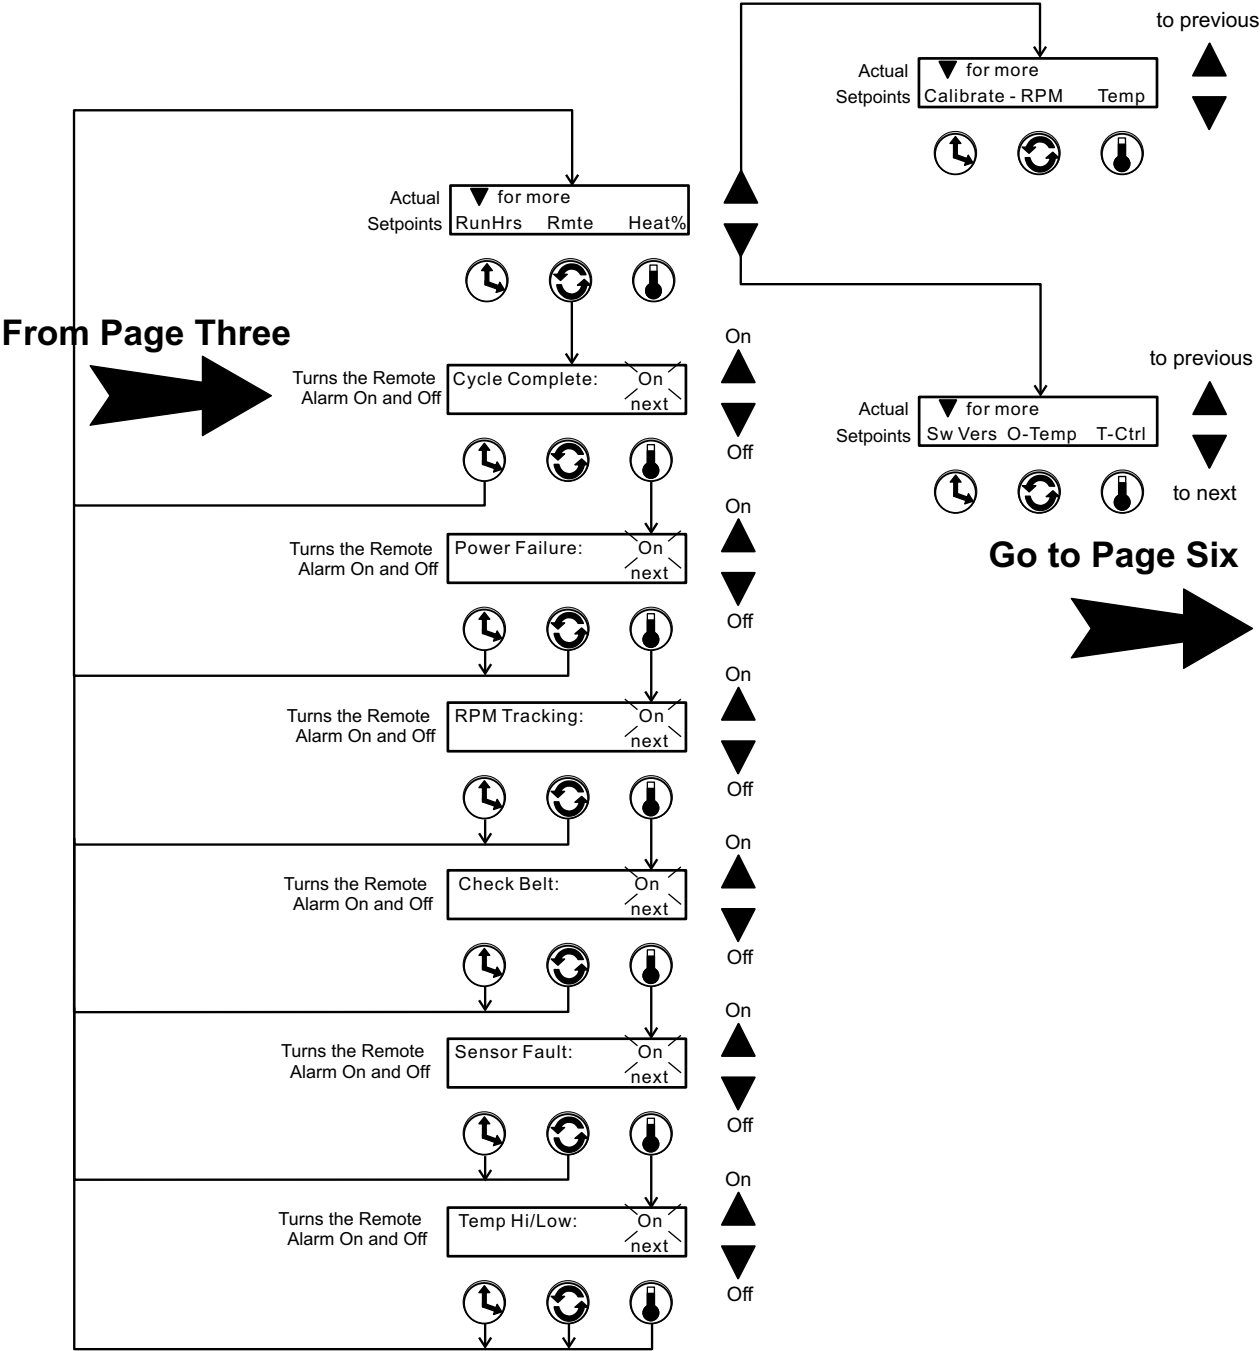 to previous
Actual
▼ for more
Setpoints
Calibrate - RPM Temp
Actual
▼ for more
Setpoints
RunHrs Rmte Heat%
From Page Three
On
Turns the Remote
Alarm On and Off
Cycle Complete: On
next
Off
to previous
Actual
▼ for more
Setpoints
Sw Vers O-Temp T-Ctrl
to next
Go to Page Six
On
Turns the Remote
Alarm On and Off
Power Failure: On
next
Off
On
Turns the Remote
Alarm On and Off
RPM Tracking: On
next
Off
On
Turns the Remote
Alarm On and Off
Check Belt: On
next
Off
On
Turns the Remote
Alarm On and Off
Sensor Fault: On
next
Off
On
Turns the Remote
Alarm On and Off
Temp Hi/Low: On
next
Off